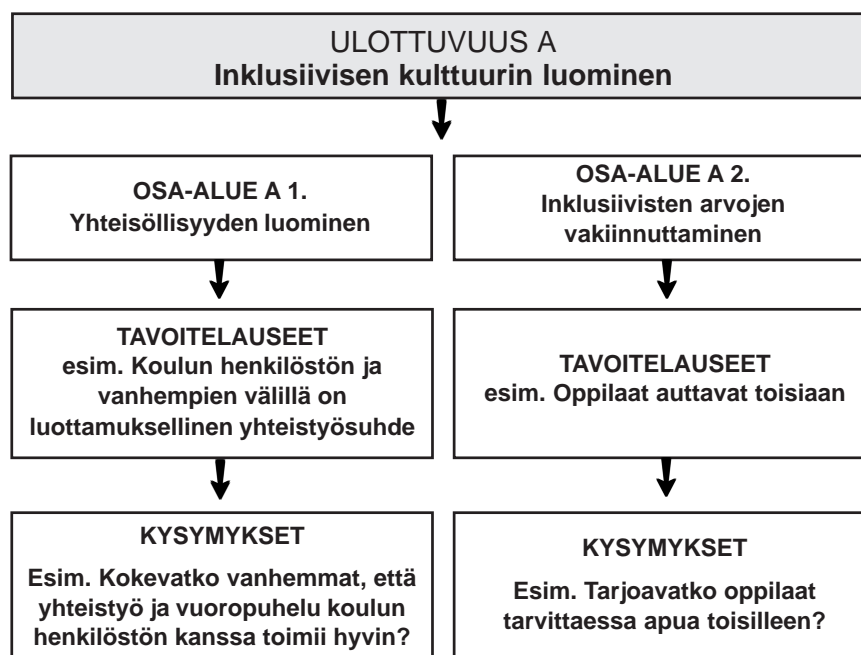 ULOTTUVUUS A
Inklusiivisen kulttuurin luominen
OSA-ALUE A 1.
Yhteisöllisyyden luominen
OSA-ALUE A 2.
Inklusiivisten arvojen
vakiinnuttaminen
TAVOITELAUSEET
esim. Koulun henkilöstön ja
vanhempien välillä on
luottamuksellinen yhteistyösuhde
TAVOITELAUSEET
esim. Oppilaat auttavat toisiaan
KYSYMYKSET
Esim. Kokevatko vanhemmat, että
yhteistyö ja vuoropuhelu koulun
henkilöstön kanssa toimii hyvin?
KYSYMYKSET
Esim. Tarjoavatko oppilaat
tarvittaessa apua toisilleen?